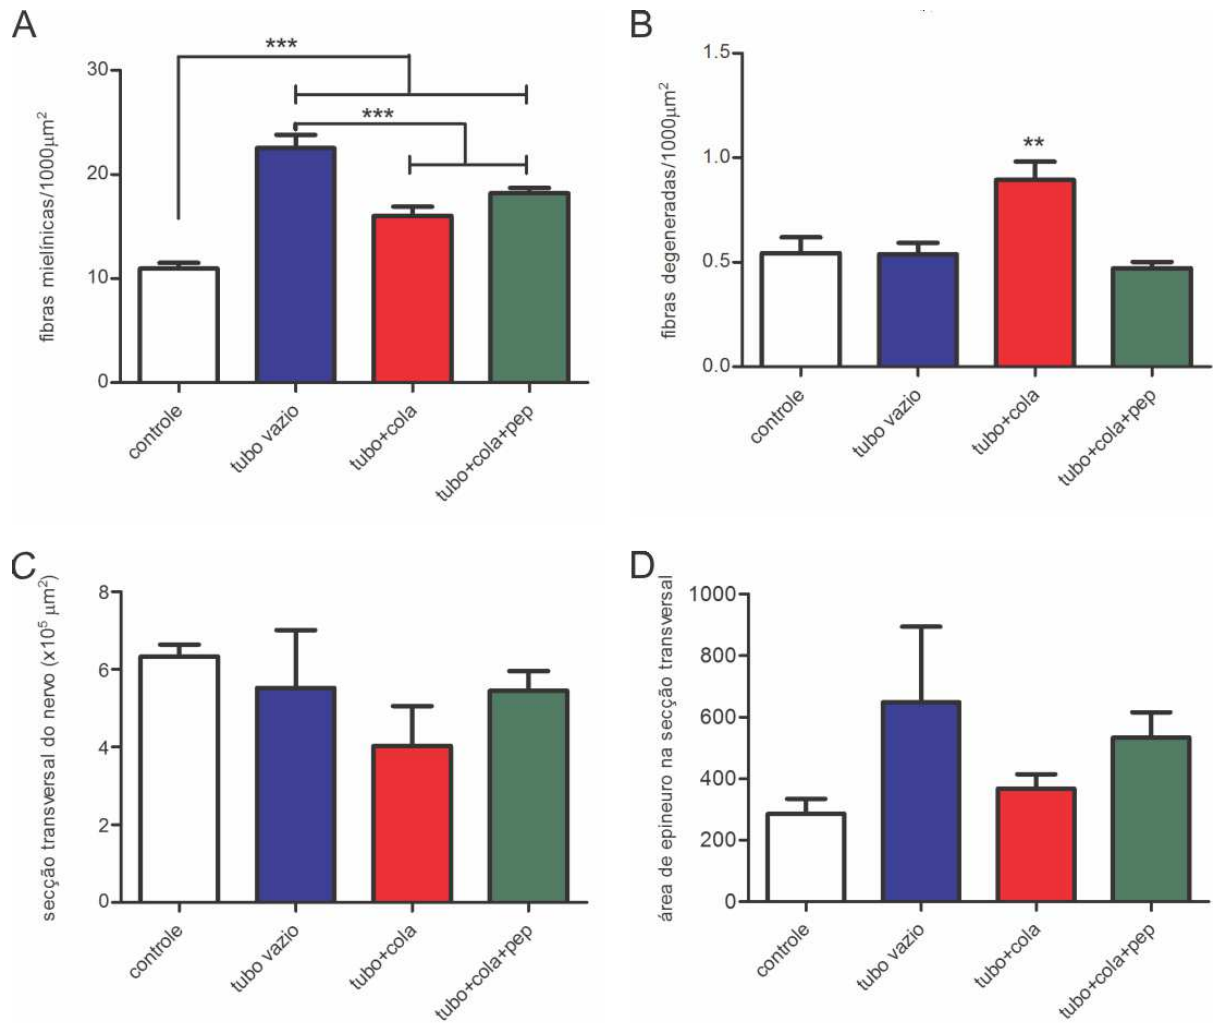 A
fibras mielínicas/1000µm²
30
20
10
0
***
***
controle
tubo vazio
tubo+cola
tubo+cola+pep
B
fibras degeneradas/1000µm²
1.5
1.0
0.5
0.0
**
controle
tubo vazio
tubo+cola
tubo+cola+pep
C
secção transversal do nervo (x10⁵ µm²)
8
6
4
2
0
controle
tubo vazio
tubo+cola
tubo+cola+pep
D
área de epineuro na secção transversal
1000
800
600
400
200
0
controle
tubo vazio
tubo+cola
tubo+cola+pep